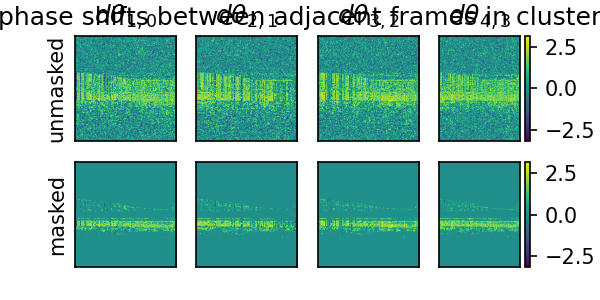 phase shifts between adjacent frames in cluster
dθ1,0 dθ2,1 dθ3,2 dθ4,3
unmasked
2.5
0.0
−2.5
masked
2.5
0.0
−2.5